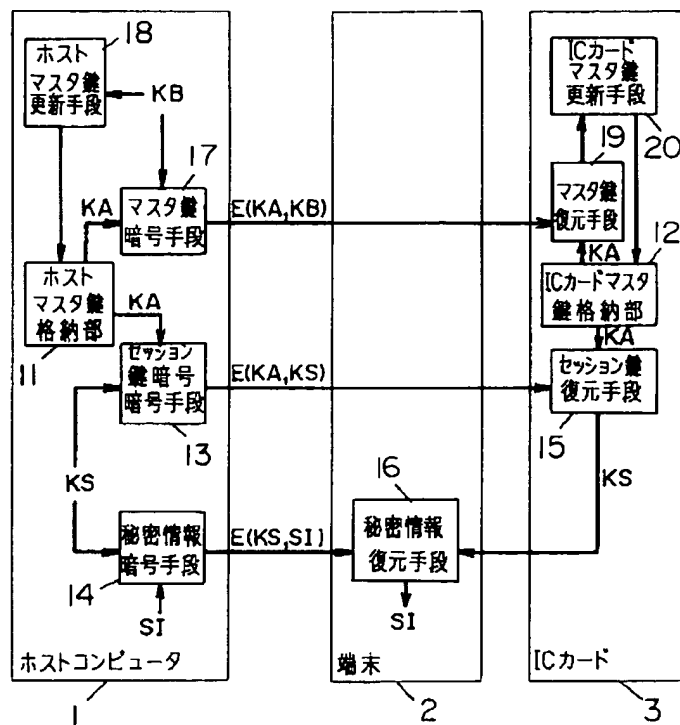 18
ホスト
マスタ鍵
更新手段
KB
17
KA
マスタ鍵
暗号手段
E(KA,KB)
ホスト
マスタ鍵
格納部
11
KA
セッション
鍵暗号
暗号手段
13
E(KA,KS)
KS
秘密情報
暗号手段
14
E(KS,SI)
SI
ホストコンピュータ
1
16
秘密情報
復元手段
SI
端末
2
ICカード
マスタ鍵
更新手段
20
19
マスタ鍵
復元手段
KA
12
ICカードマスタ
鍵格納部
KA
セッション鍵
復元手段
15
KS
ICカード
3